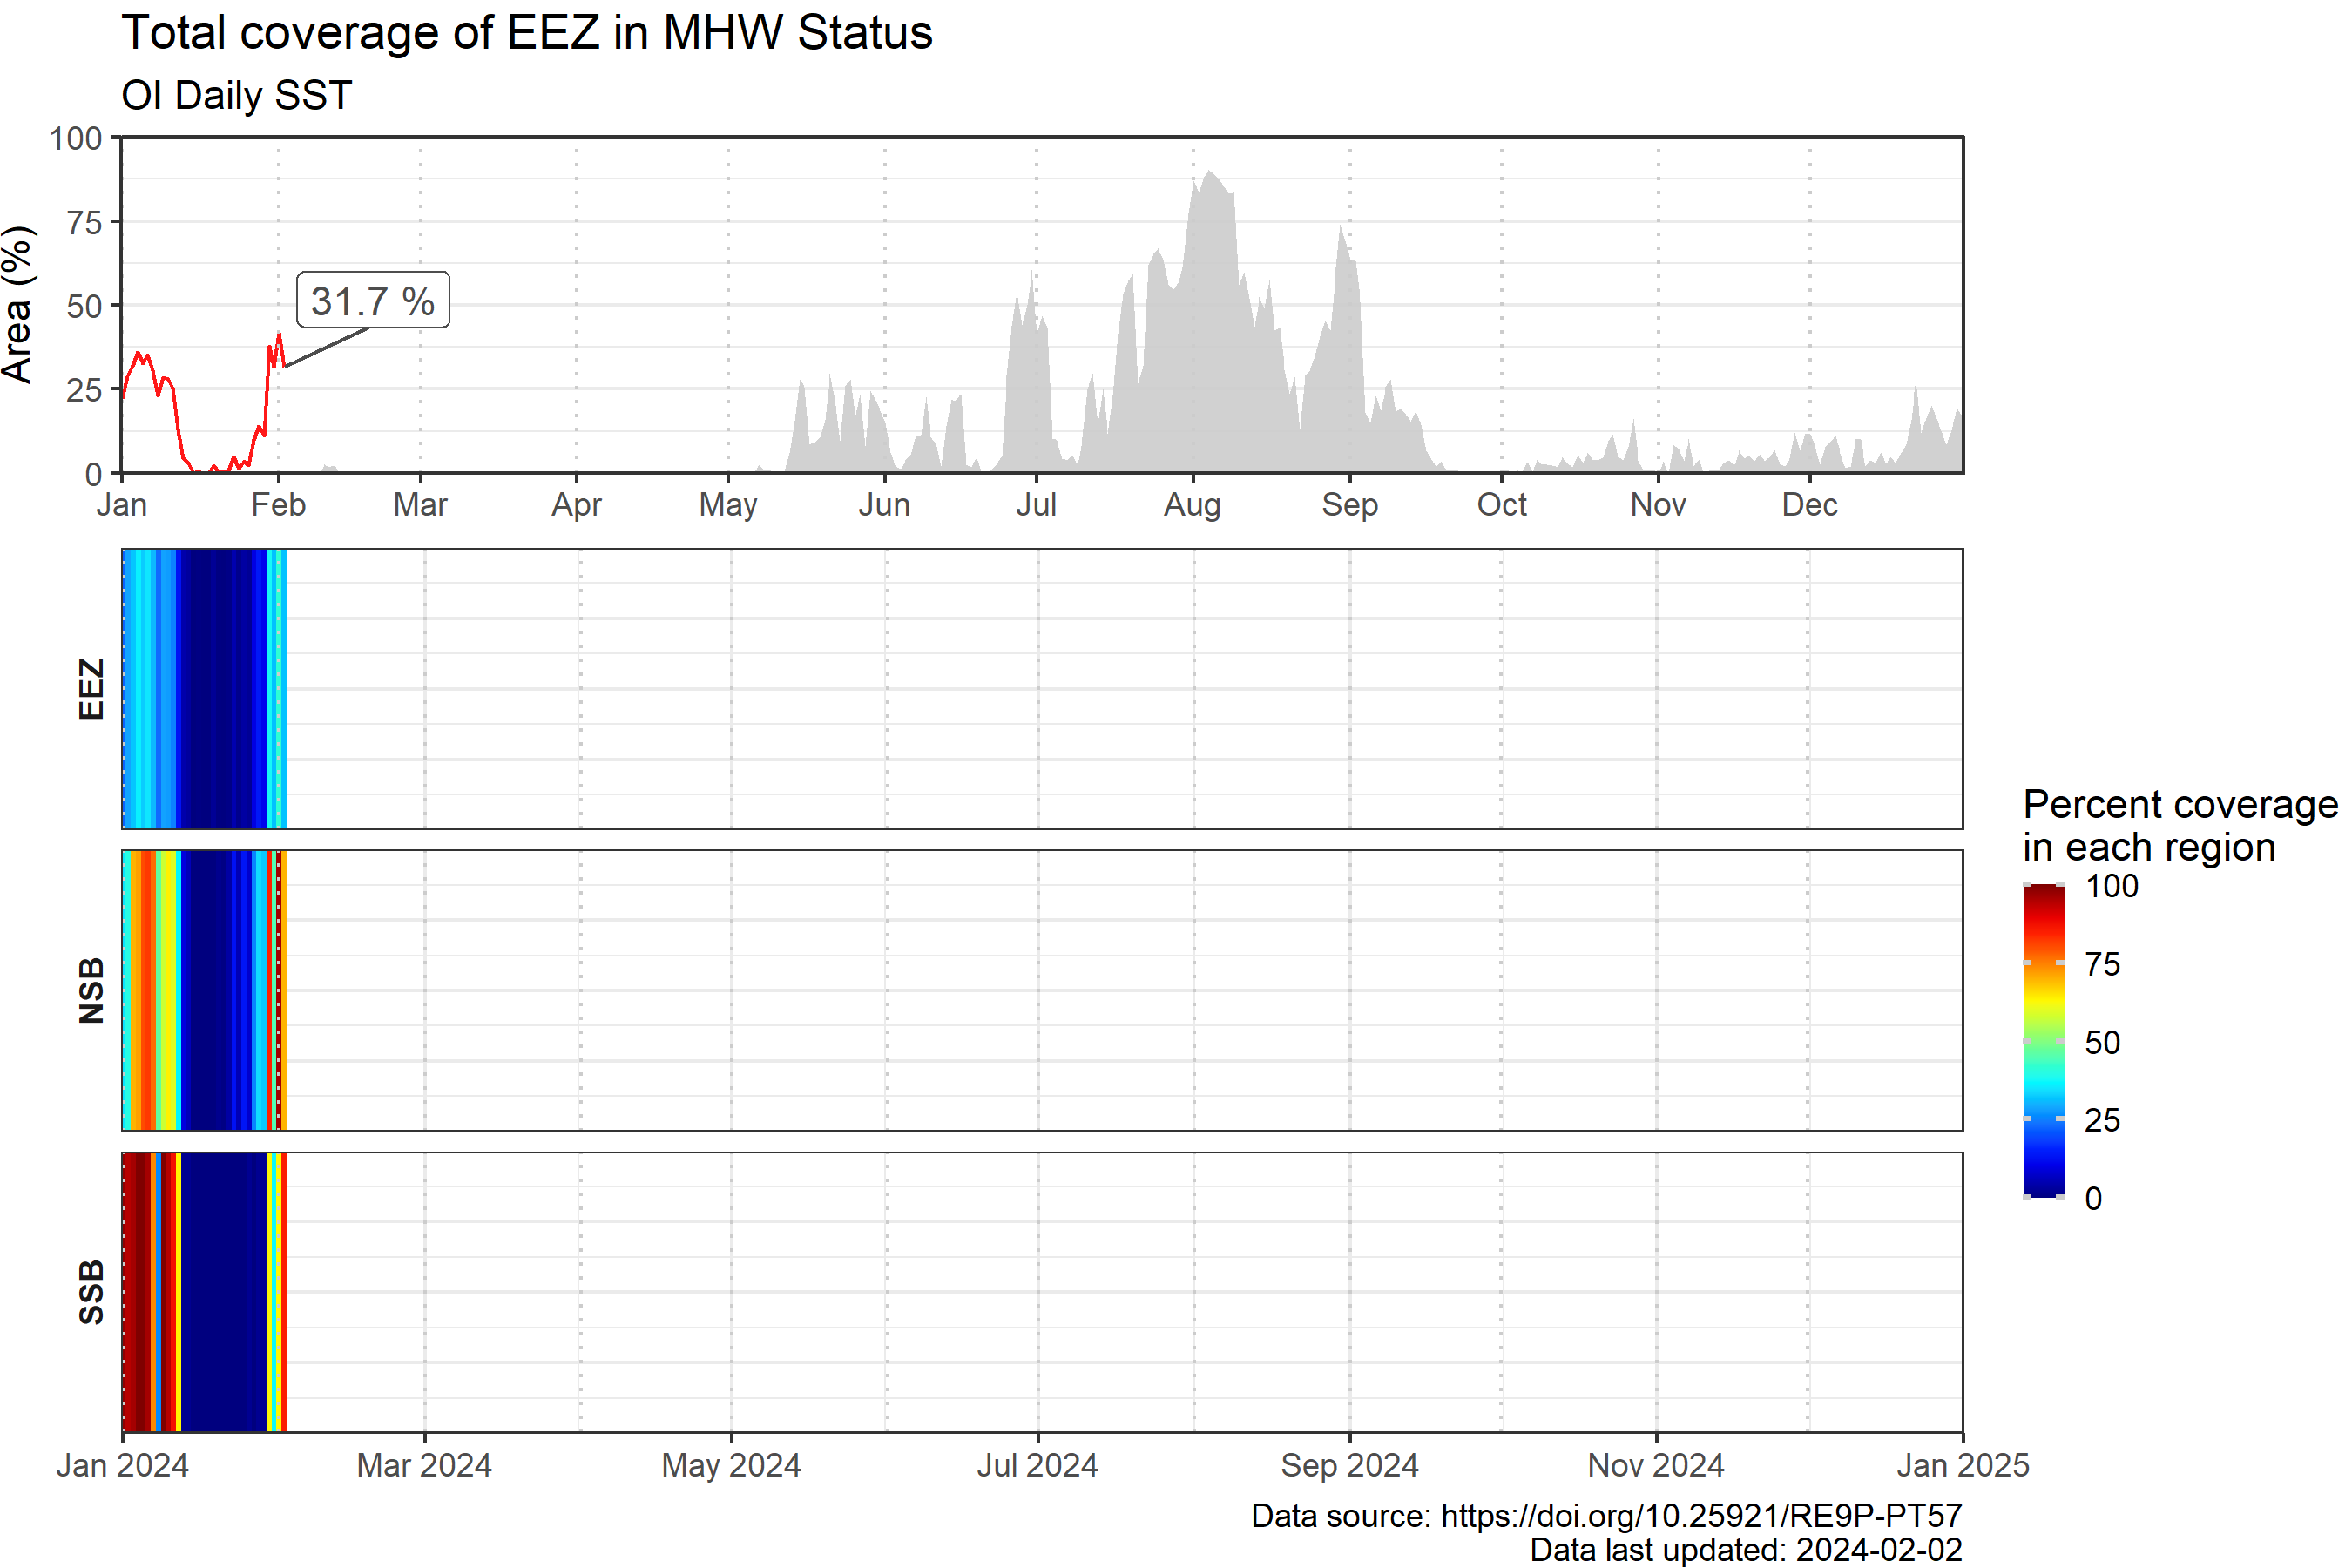 Total coverage of EEZ in MHW Status
OI Daily SST
Area (%)
100
75
50
25
0
31.7 %
Jan Feb Mar Apr May Jun Jul Aug Sep Oct Nov Dec
EEZ
NSB
SSB
Percent coverage
in each region
100
75
50
25
0
Jan 2024 Mar 2024 May 2024 Jul 2024 Sep 2024 Nov 2024 Jan 2025
Data source: https://doi.org/10.25921/RE9P-PT57
Data last updated: 2024-02-02